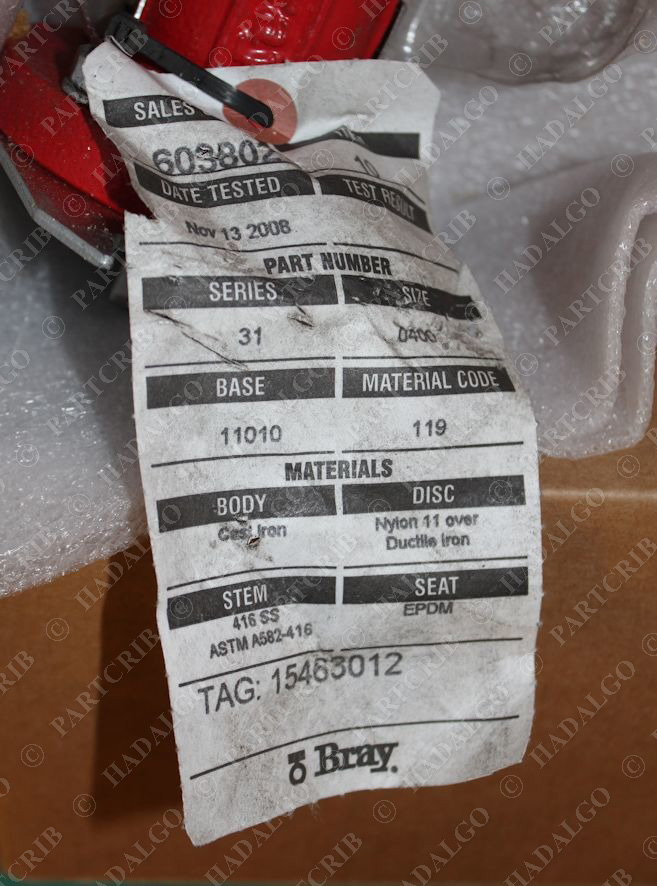 SALES
603802
10
DATE TESTED TEST RESULT
Nov 13 2008
PART NUMBER
SERIES SIZE
31 0400
BASE MATERIAL CODE
11010 119
MATERIALS
BODY DISC
Cast Iron Nylon 11 over
Ductile Iron
STEM SEAT
416 SS EPDM
ASTM A582-416
TAG: 15463012
Bray.
© PARTCRIB
© HADALGO